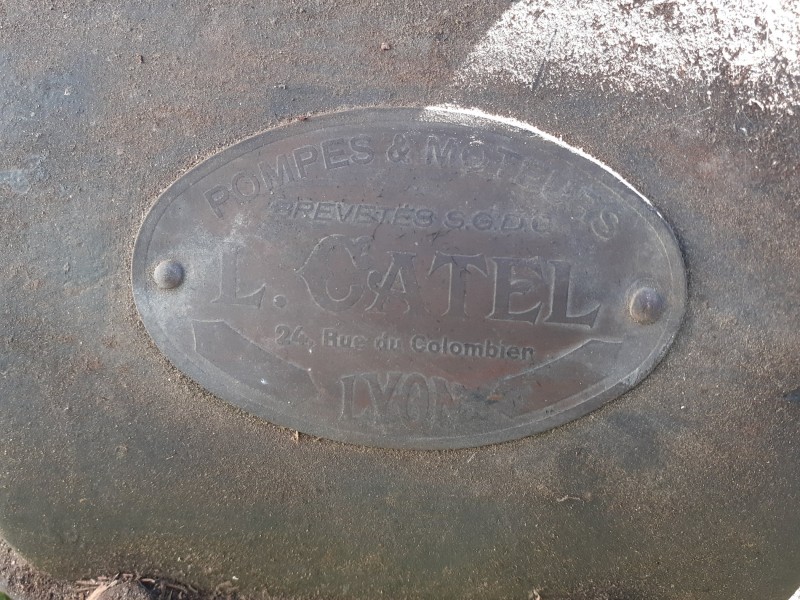 POMPES & MOTEURS
BREVETÉS S.G.D.G
L. CATEL
24, Rue du Colombier
LYON